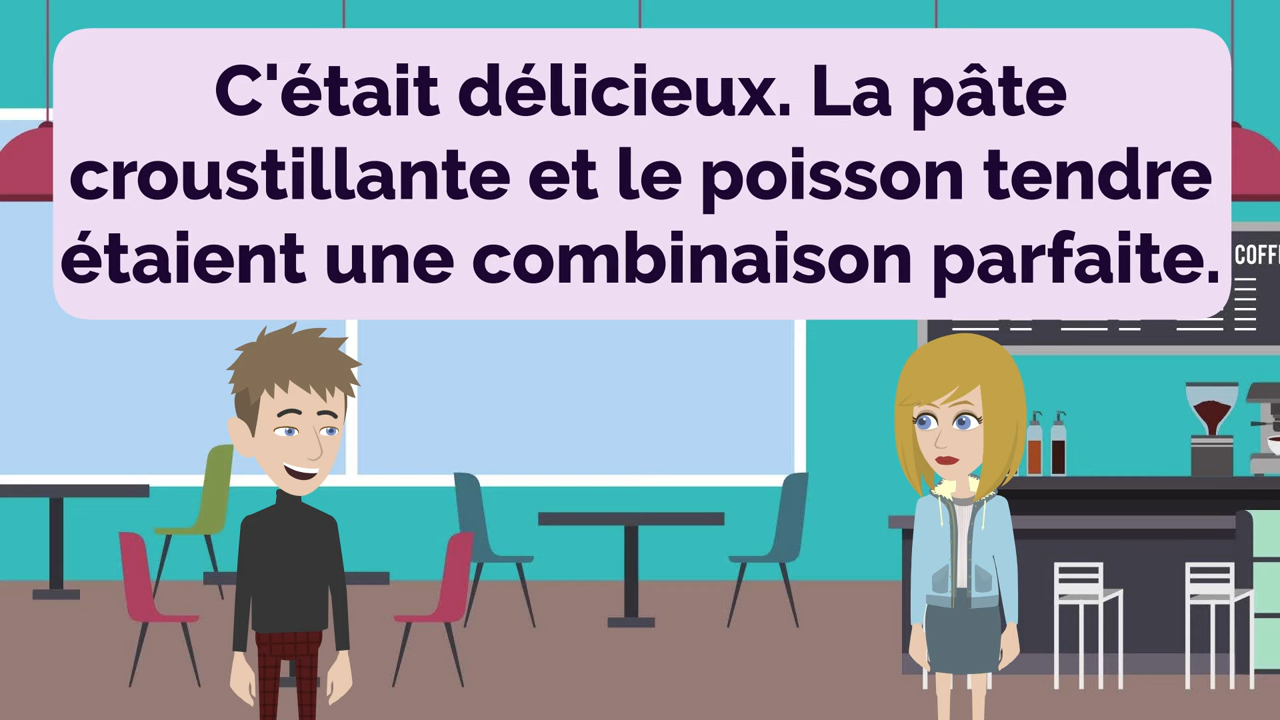 C'était délicieux. La pâte
croustillante et le poisson tendre
étaient une combinaison parfaite.